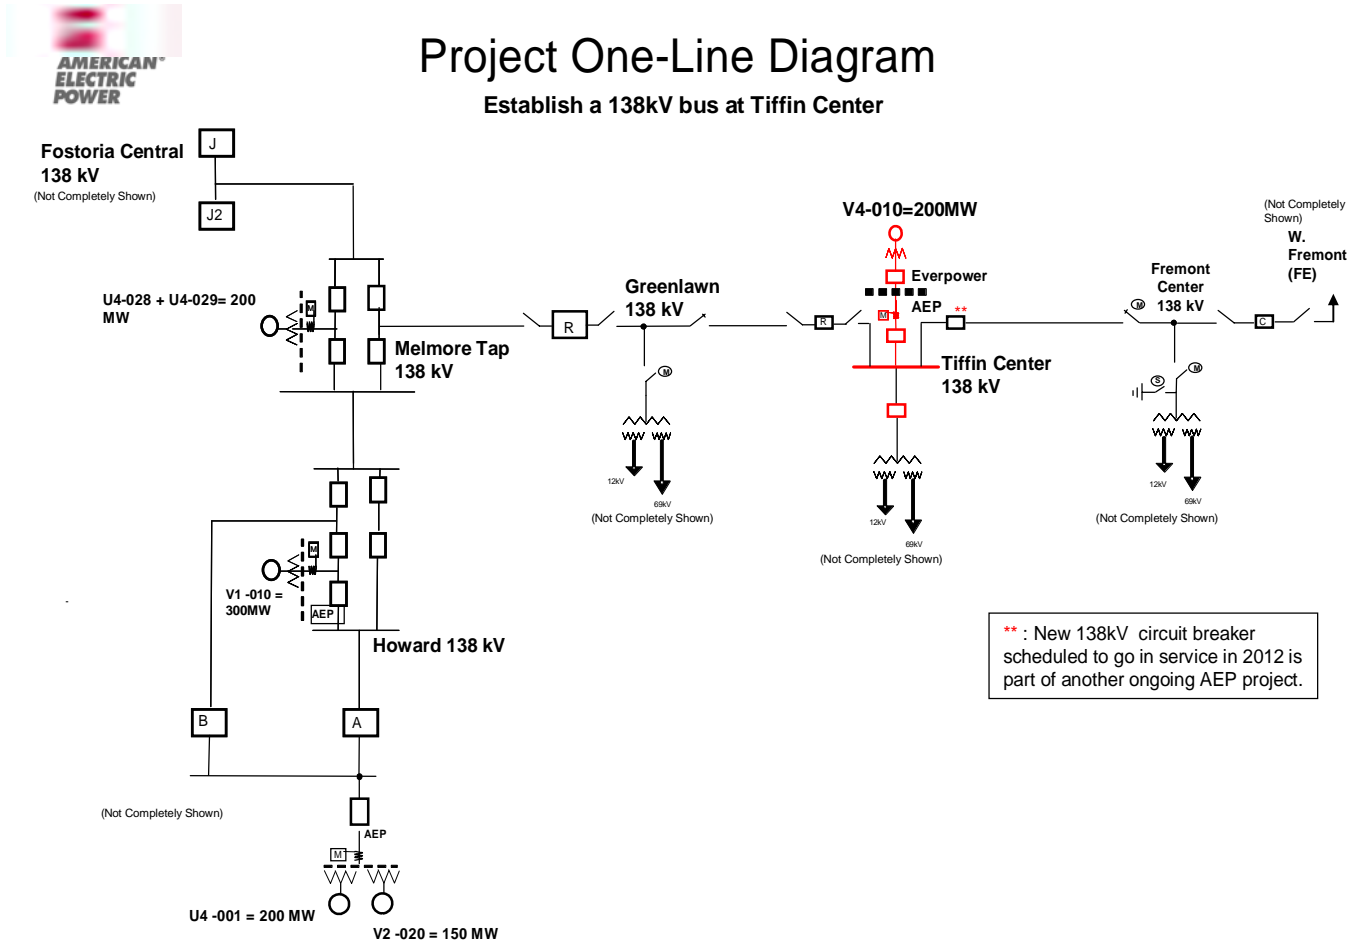 AMERICAN®
ELECTRIC
POWER
Project One-Line Diagram
Establish a 138kV bus at Tiffin Center
Fostoria Central
138 kV
(Not Completely Shown)
J
J2
U4-028 + U4-029= 200
MW
M
Melmore Tap
138 kV
R
Greenlawn
138 kV
M
12kV
69kV
(Not Completely Shown)
V4-010=200MW
Everpower
AEP
M
**
R
Tiffin Center
138 kV
12kV
69kV
(Not Completely Shown)
Fremont
Center
138 kV
M
C
S
M
12kV
69kV
(Not Completely Shown)
(Not Completely
Shown)
W.
Fremont
(FE)
M
V1 -010 =
300MW
AEP
Howard 138 kV
B
A
(Not Completely Shown)
AEP
M
U4 -001 = 200 MW
V2 -020 = 150 MW
** : New 138kV circuit breaker
scheduled to go in service in 2012 is
part of another ongoing AEP project.